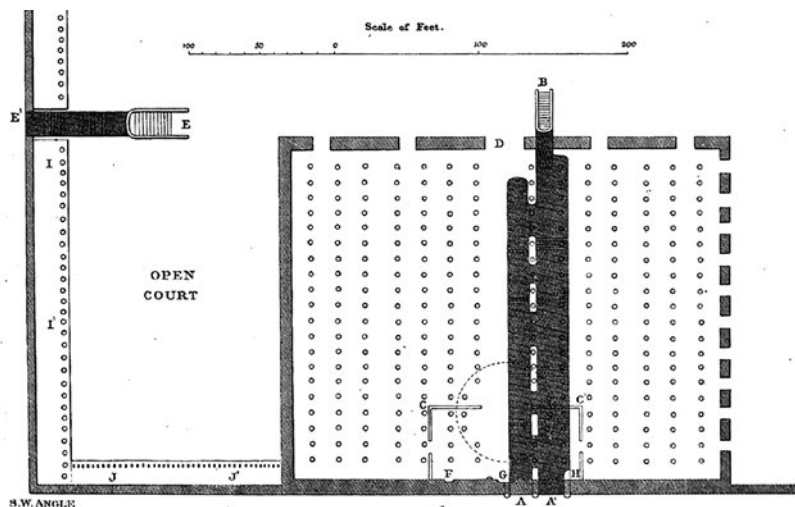 Scale of Feet.
100 50 0 100 200
B
E' E
D
I
OPEN
COURT
I'
C C'
F G H
J J'
A A'
S.W. ANGLE